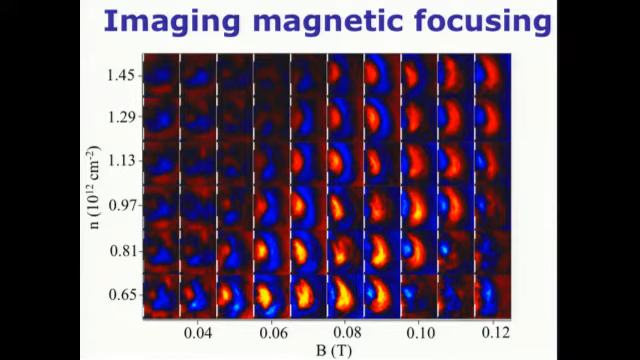 Imaging magnetic focusing
1.45
1.29
1.13
0.97
0.81
0.65
n (10¹² cm⁻²)
0.04 0.06 0.08 0.10 0.12
B (T)